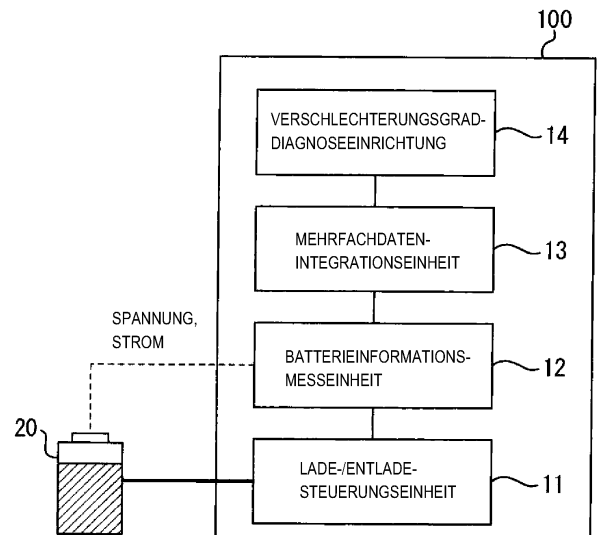 100
VERSCHLECHTERUNGSGRAD-
DIAGNOSEEINRICHTUNG
14
MEHRFACHDATEN-
INTEGRATIONSEINHEIT
13
SPANNUNG,
STROM
BATTERIEINFORMATIONS-
MESSEINHEIT
12
20
LADE-/ENTLADE-
STEUERUNGSEINHEIT
11